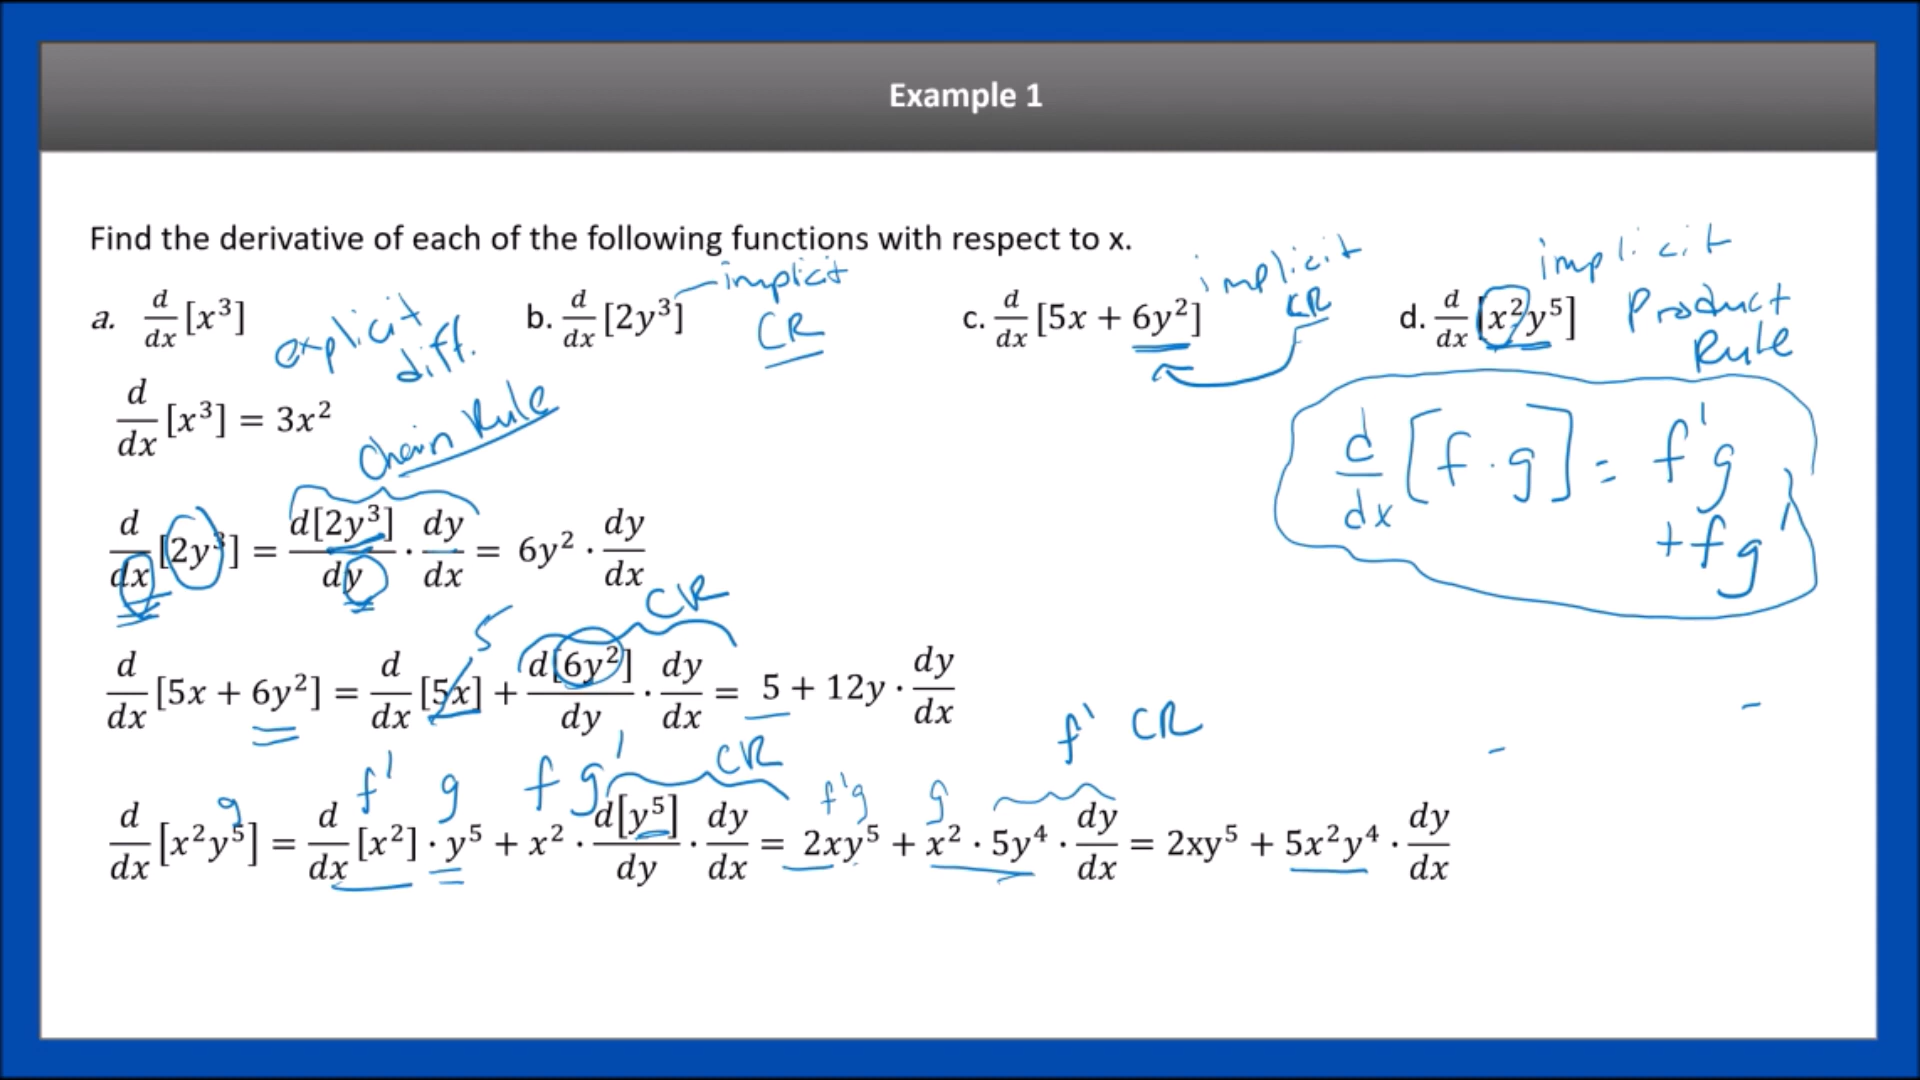 Example 1
Find the derivative of each of the following functions with respect to x.
implicit
implicit
implicit
a. d/dx [x³]
explicit diff.
b. d/dx [2y³]
CR
c. d/dx [5x + 6y²]
CR
d. d/dx [x²y⁵]
Product
Rule
d/dx [x³] = 3x²
Chain Rule
d/dx [f · g] = f'g
+ f g'
d/dx [2y³] = d[2y³]/dy · dy/dx = 6y² · dy/dx
CR
5
d/dx [5x + 6y²] = d/dx [5x] + d[6y²]/dy · dy/dx = 5 + 12y · dy/dx
f' CR
f' g f g' CR
g f'g g
d/dx [x²y⁵] = d/dx [x²] · y⁵ + x² · d[y⁵]/dy · dy/dx = 2xy⁵ + x² · 5y⁴ · dy/dx = 2xy⁵ + 5x²y⁴ · dy/dx